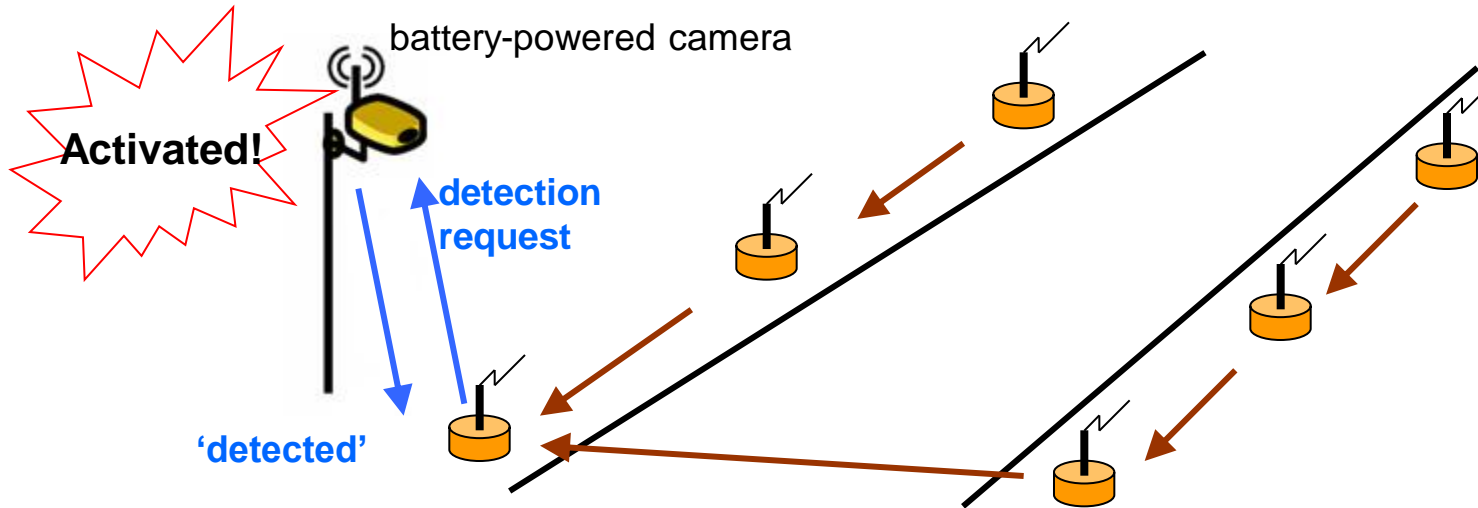 battery-powered camera
Activated!
detection
request
‘detected’